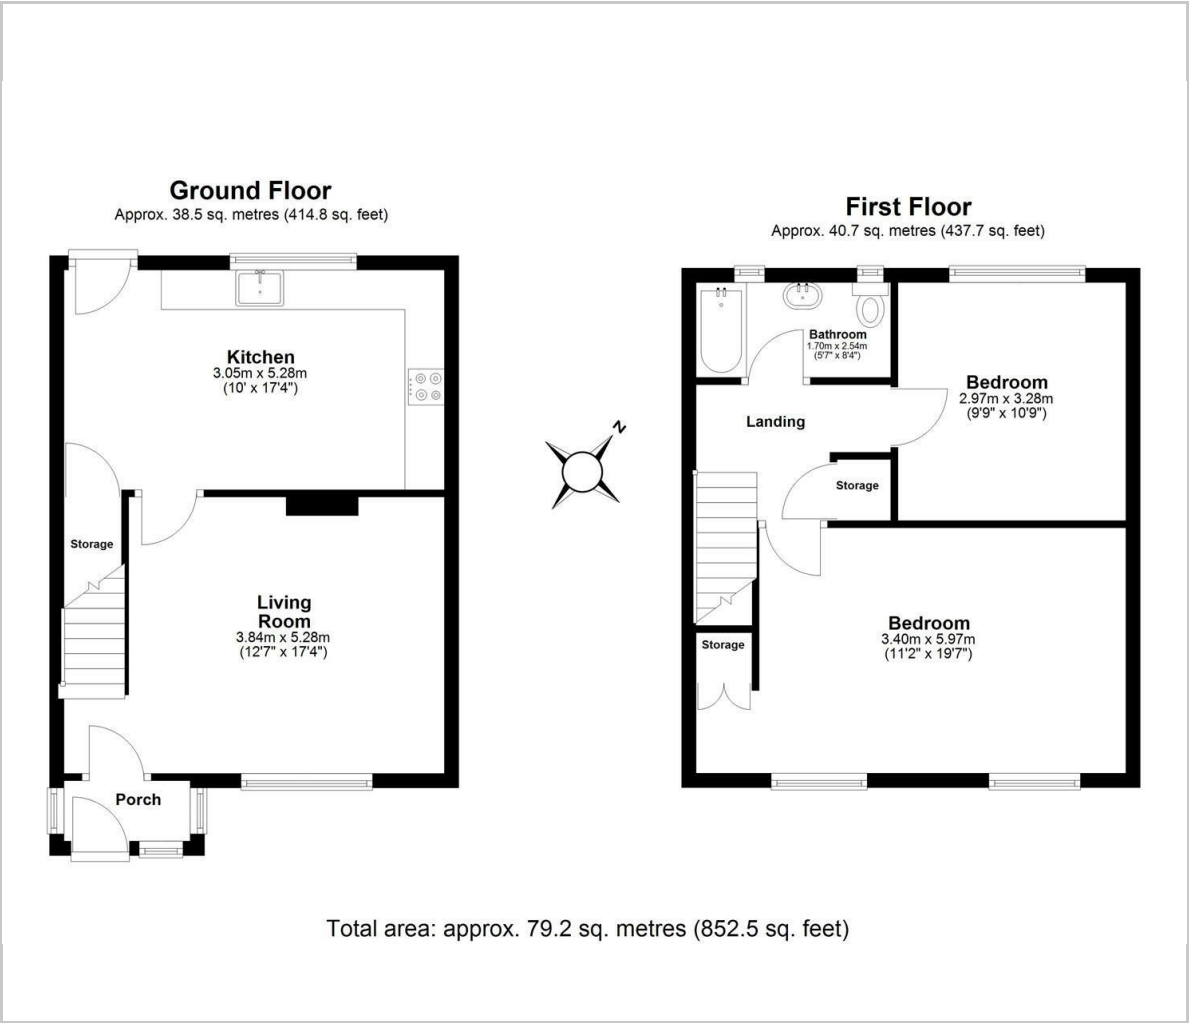 Ground Floor
Approx. 38.5 sq. metres (414.8 sq. feet)
Kitchen
3.05m x 5.28m
(10' x 17'4")
Storage
Living
Room
3.84m x 5.28m
(12'7" x 17'4")
Porch
N
First Floor
Approx. 40.7 sq. metres (437.7 sq. feet)
Bathroom
1.70m x 2.54m
(5'7" x 8'4")
Bedroom
2.97m x 3.28m
(9'9" x 10'9")
Landing
Storage
Bedroom
3.40m x 5.97m
(11'2" x 19'7")
Storage
Total area: approx. 79.2 sq. metres (852.5 sq. feet)